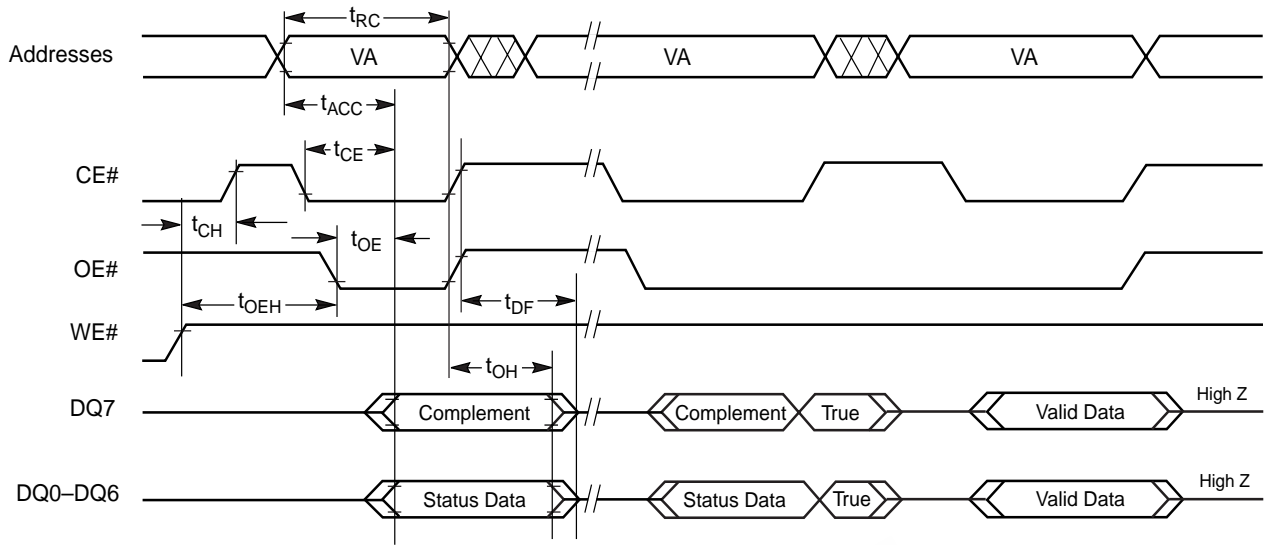 tRC
Addresses VA VA VA
tACC
tCE
CE#
tCH tOE
OE#
tOEH tDF
WE#
tOH
DQ7 Complement Complement True Valid Data High Z
DQ0–DQ6 Status Data Status Data True Valid Data High Z